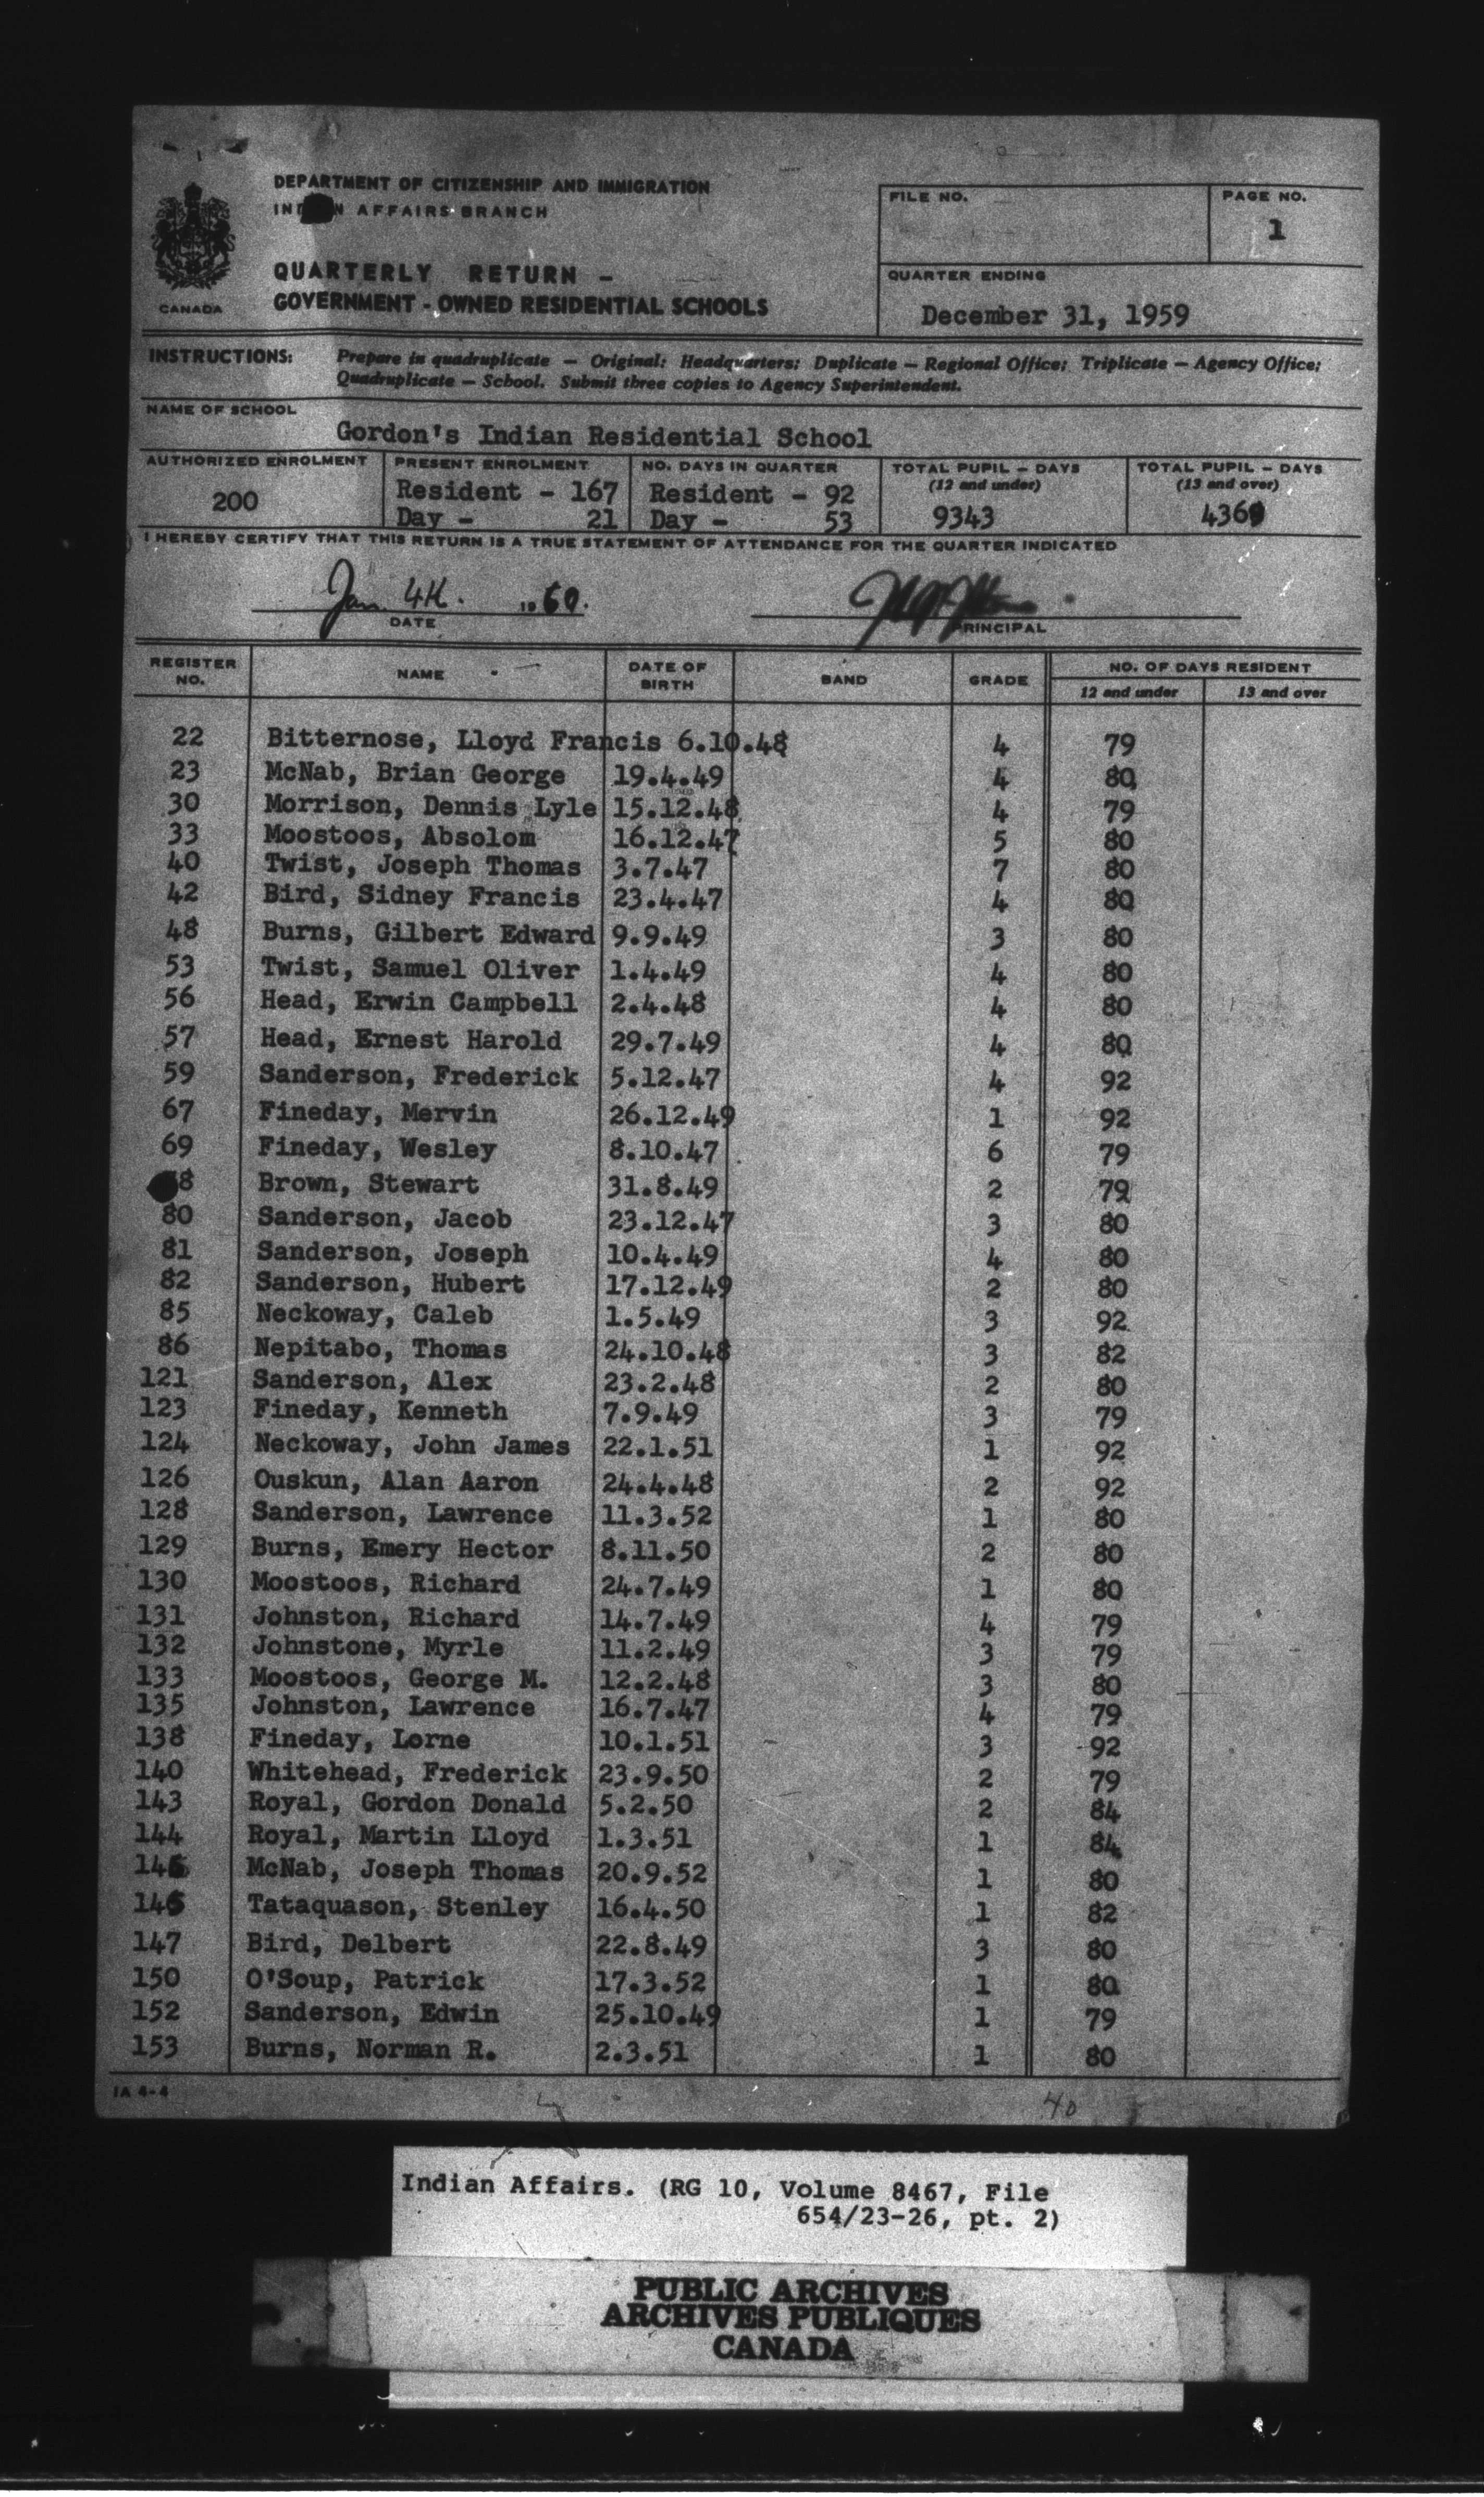 DEPARTMENT OF CITIZENSHIP AND IMMIGRATION
AFFAIRS BRANCH
CANADA
QUARTERLY RETURN -
GOVERNMENT - OWNED RESIDENTIAL SCHOOLS
FILE NO.
PAGE NO.
1
QUARTER ENDING
December 31, 1959
INSTRUCTIONS: Prepare in quadruplicate — Original: Headquarters; Duplicate — Regional Office; Triplicate — Agency Office;
Quadruplicate — School. Submit three copies to Agency Superintendent.
NAME OF SCHOOL
Gordon's Indian Residential School
AUTHORIZED ENROLMENT
200
PRESENT ENROLMENT
Resident - 167
Day - 21
NO. DAYS IN QUARTER
Resident - 92
Day - 53
TOTAL PUPIL - DAYS
(12 and under)
9343
TOTAL PUPIL - DAYS
(13 and over)
I HEREBY CERTIFY THAT THIS RETURN IS A TRUE STATEMENT OF ATTENDANCE FOR THE QUARTER INDICATED
Jan. 4th. 1960.
DATE
PRINCIPAL
REGISTER NO. NAME DATE OF BIRTH BAND GRADE NO. OF DAYS RESIDENT
12 and under 13 and over
22 Bitternose, Lloyd Francis 6.10.48 4 79
23 McNab, Brian George 19.4.49 4 80
30 Morrison, Dennis Lyle 15.12.48 4 79
33 Moostoos, Absolom 16.12.47 5 80
40 Twist, Joseph Thomas 3.7.47 7 80
42 Bird, Sidney Francis 23.4.47 4 80
48 Burns, Gilbert Edward 9.9.49 3 80
53 Twist, Samuel Oliver 1.4.49 4 80
56 Head, Erwin Campbell 2.4.48 4 80
57 Head, Ernest Harold 29.7.49 4 80
59 Sanderson, Frederick 5.12.47 4 92
67 Fineday, Mervin 26.12.49 1 92
69 Fineday, Wesley 8.10.47 6 79
Brown, Stewart 31.8.49 2 79
80 Sanderson, Jacob 23.12.47 3 80
81 Sanderson, Joseph 10.4.49 4 80
82 Sanderson, Hubert 17.12.49 2 80
85 Neckoway, Caleb 1.5.49 3 92
86 Nepitabo, Thomas 24.10.48 3 82
121 Sanderson, Alex 23.2.48 2 80
123 Fineday, Kenneth 7.9.49 3 79
124 Neckoway, John James 22.1.51 1 92
126 Ouskun, Alan Aaron 24.4.48 2 92
128 Sanderson, Lawrence 11.3.52 1 80
129 Burns, Emery Hector 8.11.50 2 80
130 Moostoos, Richard 24.7.49 1 80
131 Johnston, Richard 14.7.49 4 79
132 Johnstone, Myrle 11.2.49 3 79
133 Moostoos, George M. 12.2.48 3 80
135 Johnston, Lawrence 16.7.47 4 79
138 Fineday, Lorne 10.1.51 3 92
140 Whitehead, Frederick 23.9.50 2 79
143 Royal, Gordon Donald 5.2.50 2 84
144 Royal, Martin Lloyd 1.3.51 1 84
McNab, Joseph Thomas 20.9.52 1 80
Tataquason, Stenley 16.4.50 1 82
147 Bird, Delbert 22.8.49 3 80
150 O'Soup, Patrick 17.3.52 1 80
152 Sanderson, Edwin 25.10.49 1 79
153 Burns, Norman R. 2.3.51 1 80
IA 4-4
40
Indian Affairs. (RG 10, Volume 8467, File
654/23-26, pt. 2)
PUBLIC ARCHIVES
ARCHIVES PUBLIQUES
CANADA